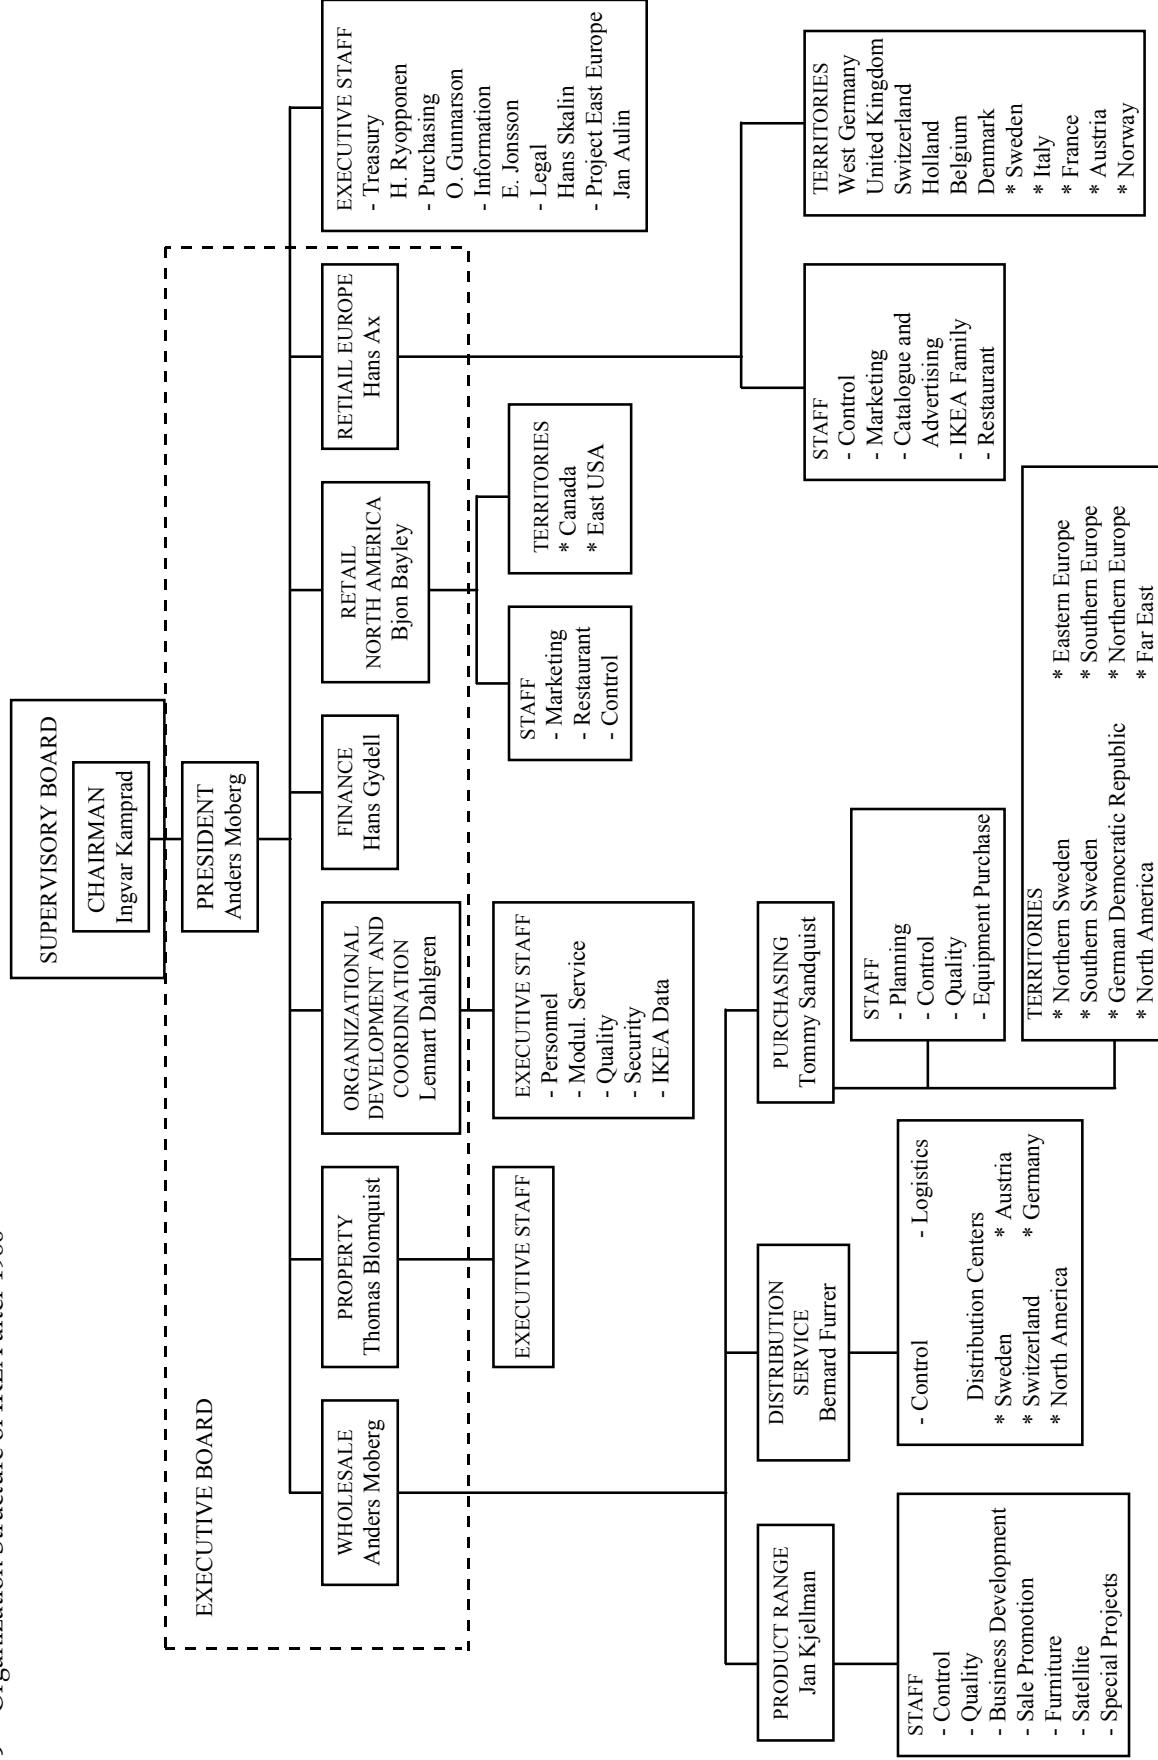 Organization Structure of IKEA after 1986
SUPERVISORY BOARD
CHAIRMAN
Ingvar Kamprad
EXECUTIVE BOARD
PRESIDENT
Anders Moberg
WHOLESALE
Anders Moberg
PROPERTY
Thomas Blomquist
ORGANIZATIONAL
DEVELOPMENT AND
COORDINATION
Lennart Dahlgren
FINANCE
Hans Gydell
RETAIL
NORTH AMERICA
Bjon Bayley
RETIAIL EUROPE
Hans Ax
EXECUTIVE STAFF
- Treasury
H. Ryopponen
- Purchasing
O. Gunnarson
- Information
E. Jonsson
- Legal
Hans Skalin
- Project East Europe
Jan Aulin
EXECUTIVE STAFF
EXECUTIVE STAFF
- Personnel
- Modul. Service
- Quality
- Security
- IKEA Data
STAFF
- Marketing
- Restaurant
- Control
TERRITORIES
* Canada
* East USA
PRODUCT RANGE
Jan Kjellman
DISTRIBUTION
SERVICE
Bernard Furrer
PURCHASING
Tommy Sandquist
STAFF
- Control
- Marketing
- Catalogue and
Advertising
- IKEA Family
- Restaurant
TERRITORIES
West Germany
United Kingdom
Switzerland
Holland
Belgium
Denmark
* Sweden
* Italy
* France
* Austria
* Norway
STAFF
- Control
- Quality
- Business Development
- Sale Promotion
- Furniture
- Satellite
- Special Projects
- Control - Logistics
Distribution Centers
* Sweden * Austria
* Switzerland * Germany
* North America
STAFF
- Planning
- Control
- Quality
- Equipment Purchase
TERRITORIES
* Northern Sweden * Eastern Europe
* Southern Sweden * Southern Europe
* German Democratic Republic * Northern Europe
* North America * Far East